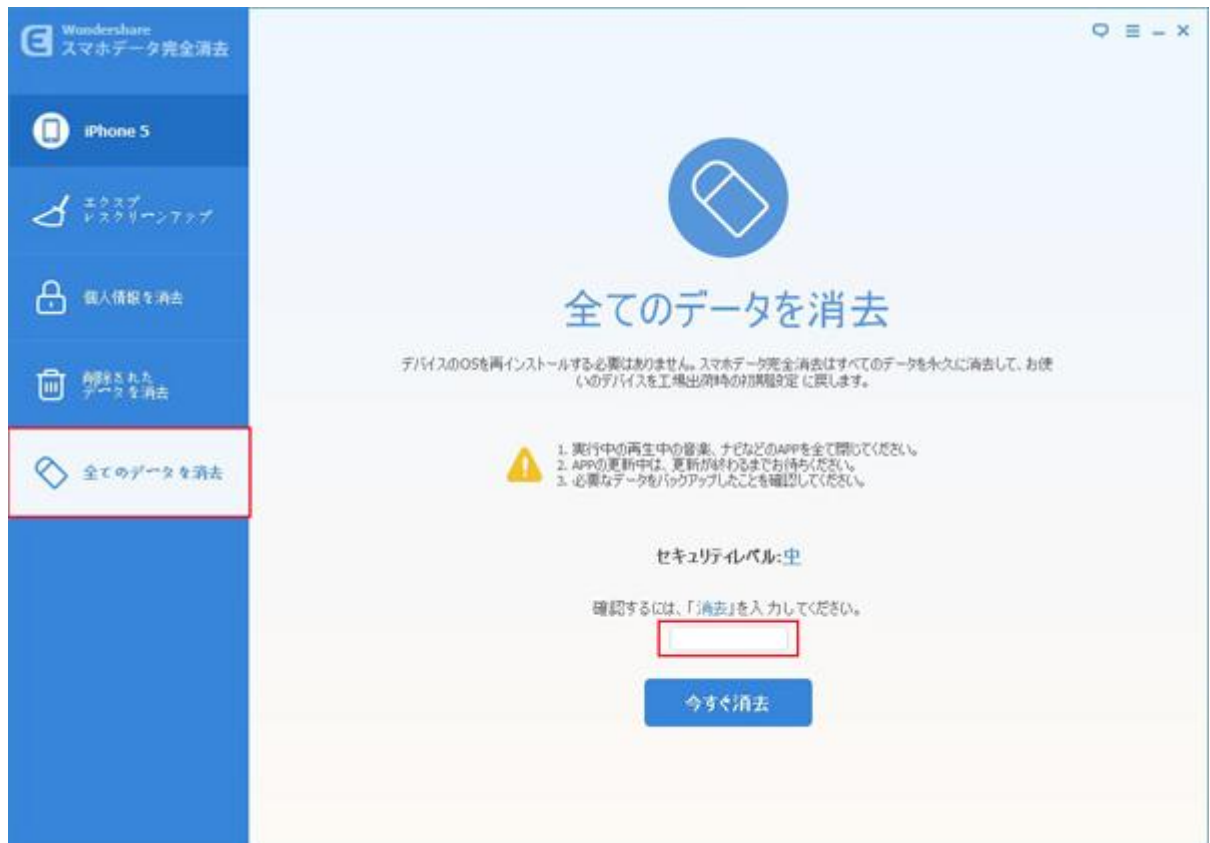 Wondershare
スマホデータ完全消去
iPhone 5
エクスプ
レスクリーンアップ
個人情報を消去
削除された
データを消去
全てのデータを消去
全てのデータを消去
デバイスのOSを再インストールする必要はありません。スマホデータ完全消去はすべてのデータを永久に消去して、お使
いのデバイスを工場出荷時の初期設定 に戻します。
1. 実行中の再生中の音楽、ナビなどのAPPを全て閉じてください。
2. APPの更新中は、更新が終わるまでお待ちください。
3. 必要なデータをバックアップしたことを確認してください。
セキュリティレベル:中
確認するには、「消去」を入力してください。
今すぐ消去